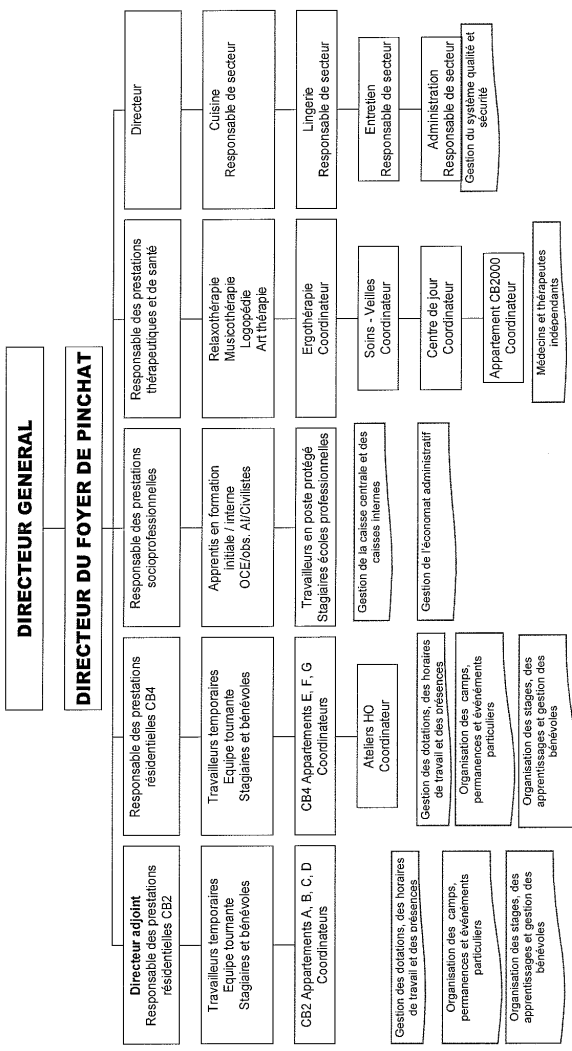 DIRECTEUR GENERAL
DIRECTEUR DU FOYER DE PINCHAT
Directeur adjoint
Responsable des prestations
résidentielles CB2
Travailleurs temporaires
Equipe tournante
Stagiaires et bénévoles
CB2 Appartements A, B, C, D
Coordinateurs
Gestion des dotations, des horaires
de travail et des présences
Organisation des camps,
permanences et événéments
particuliers
Organisation des stages, des
apprentissages et gestion des
bénévoles
Responsable des prestations
résidentielles CB4
Travailleurs temporaires
Equipe tournante
Stagiaires et bénévoles
CB4 Appartements E, F, G
Coordinateurs
Ateliers HO
Coordinateur
Gestion des dotations, des horaires
de travail et des présences
Organisation des camps,
permanences et événéments
particuliers
Organisation des stages, des
apprentissages et gestion des
bénévoles
Responsable des prestations
socioprofessionnelles
Apprentis en formation
initiale / interne
OCE/obs. AI/Civilistes
Travailleurs en poste protégé
Stagiaires écoles professionnelles
Gestion de la caisse centrale et des
caisses internes
Gestion de l'économat administratif
Responsable des prestations
thérapeutiques et de santé
Relaxothérapie
Musicothérapie
Logopédie
Art thérapie
Ergothérapie
Coordinateur
Soins - Veilles
Coordinateur
Centre de jour
Coordinateur
Appartement CB2000
Coordinateur
Médecins et thérapeutes
indépendants
Directeur
Cuisine
Responsable de secteur
Lingerie
Responsable de secteur
Entretien
Responsable de secteur
Administration
Responsable de secteur
Gestion du système qualité et
sécurité